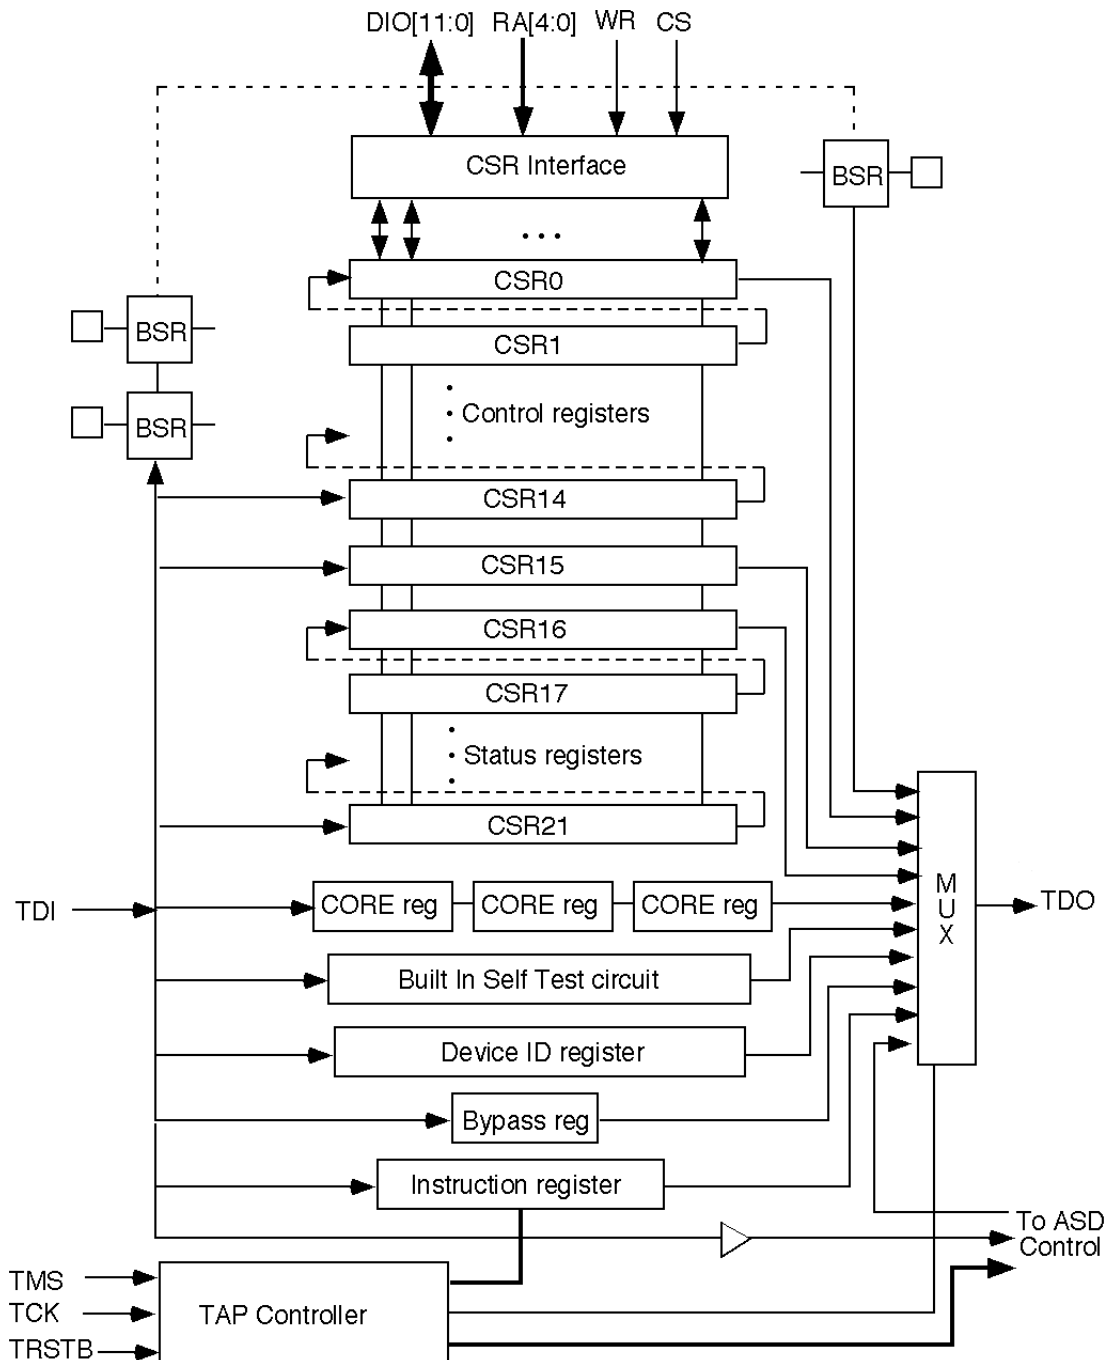 DIO[11:0] RA[4:0] WR CS
CSR Interface
BSR
• • •
CSR0
BSR
CSR1
Control registers
BSR
CSR14
CSR15
CSR16
CSR17
Status registers
CSR21
MUX
TDI
CORE reg CORE reg CORE reg
TDO
Built In Self Test circuit
Device ID register
Bypass reg
Instruction register
To ASD
Control
TMS
TCK
TRSTB
TAP Controller